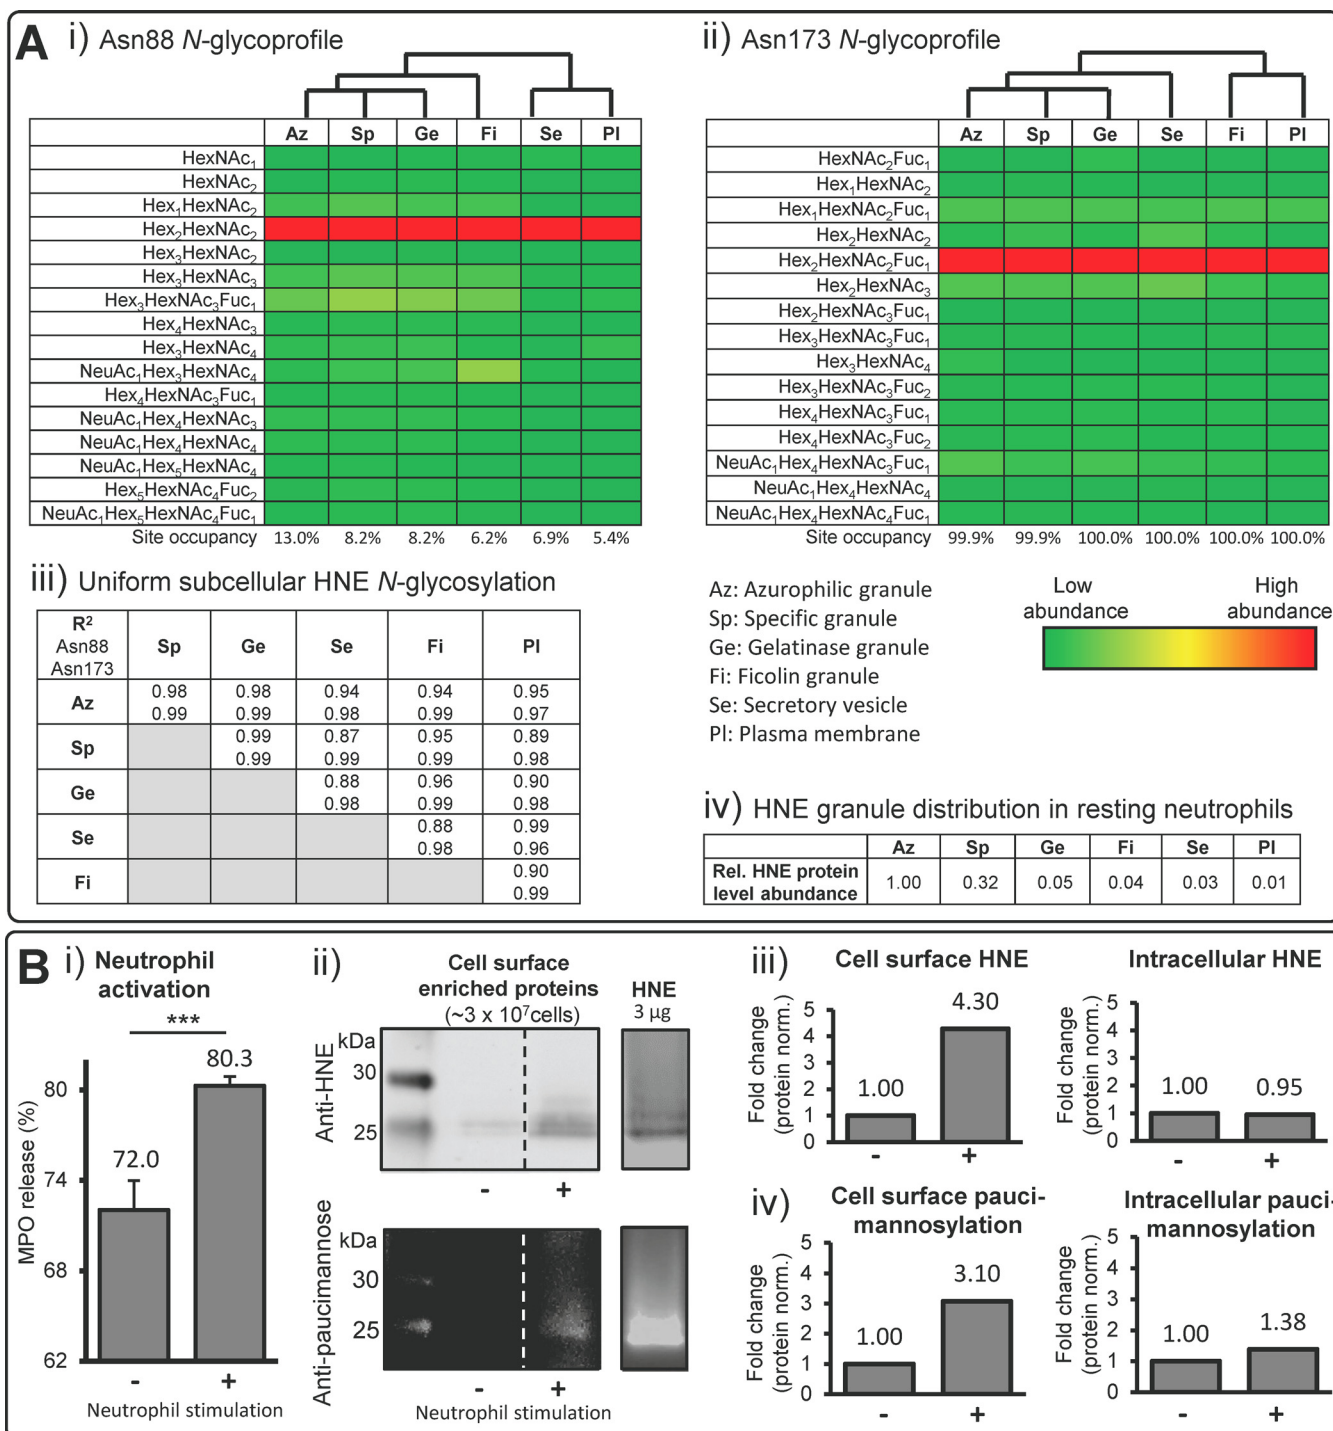 A i) Asn88 N-glycoprofile
Az Sp Ge Fi Se Pl
HexNAc1
HexNAc2
Hex1HexNAc2
Hex2HexNAc2
Hex3HexNAc2
Hex3HexNAc3
Hex3HexNAc3Fuc1
Hex4HexNAc3
Hex3HexNAc4
NeuAc1Hex3HexNAc4
Hex4HexNAc3Fuc1
NeuAc1Hex4HexNAc3
NeuAc1Hex4HexNAc4
NeuAc1Hex5HexNAc4
Hex5HexNAc4Fuc2
NeuAc1Hex5HexNAc4Fuc1
Site occupancy 13.0% 8.2% 8.2% 6.2% 6.9% 5.4%
ii) Asn173 N-glycoprofile
Az Sp Ge Se Fi Pl
HexNAc2Fuc1
Hex1HexNAc2
Hex1HexNAc2Fuc1
Hex2HexNAc2
Hex2HexNAc2Fuc1
Hex2HexNAc3
Hex2HexNAc3Fuc1
Hex3HexNAc3Fuc1
Hex3HexNAc4
Hex3HexNAc3Fuc2
Hex4HexNAc3Fuc1
Hex4HexNAc3Fuc2
NeuAc1Hex4HexNAc3Fuc1
NeuAc1Hex4HexNAc4
NeuAc1Hex4HexNAc4Fuc1
Site occupancy 99.9% 99.9% 100.0% 100.0% 100.0% 100.0%
iii) Uniform subcellular HNE N-glycosylation
R2
Asn88
Asn173
Sp Ge Se Fi Pl
Az
0.98 0.98 0.94 0.94 0.95
0.99 0.99 0.98 0.99 0.97
Sp
0.99 0.87 0.95 0.89
0.99 0.99 0.99 0.98
Ge
0.88 0.96 0.90
0.98 0.99 0.98
Se
0.88 0.99
0.98 0.96
Fi
0.90
0.99
Az: Azurophilic granule
Sp: Specific granule
Ge: Gelatinase granule
Fi: Ficolin granule
Se: Secretory vesicle
Pl: Plasma membrane
Low
abundance
High
abundance
iv) HNE granule distribution in resting neutrophils
Az Sp Ge Fi Se Pl
Rel. HNE protein
level abundance
1.00 0.32 0.05 0.04 0.03 0.01
B i) Neutrophil
activation
***
72.0
80.3
MPO release (%)
80
74
68
62
- +
Neutrophil stimulation
ii) Cell surface
enriched proteins
(~3 x 107cells)
HNE
3 μg
Anti-HNE
kDa
30
25
- +
Anti-paucimannose
kDa
30
25
- +
Neutrophil stimulation
iii) Cell surface HNE
Fold change
(protein norm.)
5
4
3
2
1
0
1.00
4.30
- +
Intracellular HNE
Fold change
(protein norm.)
5
4
3
2
1
0
1.00
0.95
- +
iv) Cell surface pauci-
mannosylation
Fold change
(protein norm.)
5
4
3
2
1
0
1.00
3.10
- +
Intracellular pauci-
mannosylation
Fold change
(protein norm.)
5
4
3
2
1
0
1.00
1.38
- +